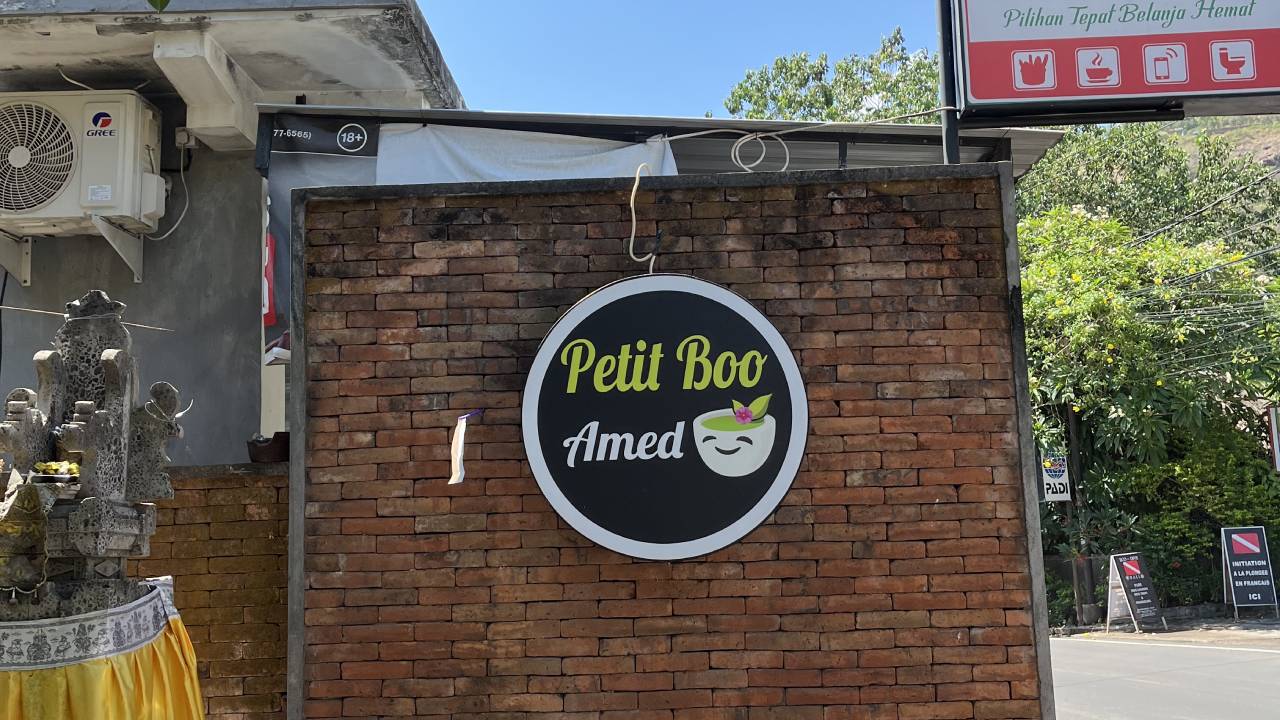 Pilihan Tepat Belanja Hemat
GREE
77-6565)
18+
Petit Boo
Amed
PADI
INITIATION
A LA PLONGEE
EN FRANCAIS
ICI